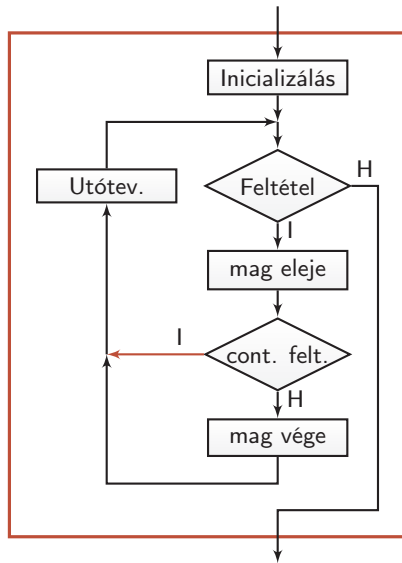 Inicializálás
H
Utótev.
Feltétel
I
mag eleje
I
cont. felt.
H
mag vége